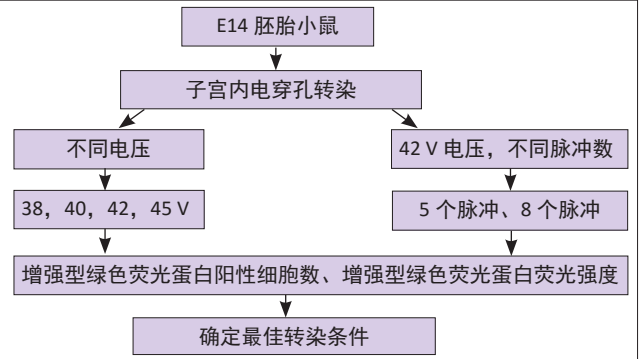 E14 胚胎小鼠
子宫内电穿孔转染
不同电压
42 V 电压，不同脉冲数
38，40，42，45 V
5 个脉冲、8 个脉冲
增强型绿色荧光蛋白阳性细胞数、增强型绿色荧光蛋白荧光强度
确定最佳转染条件